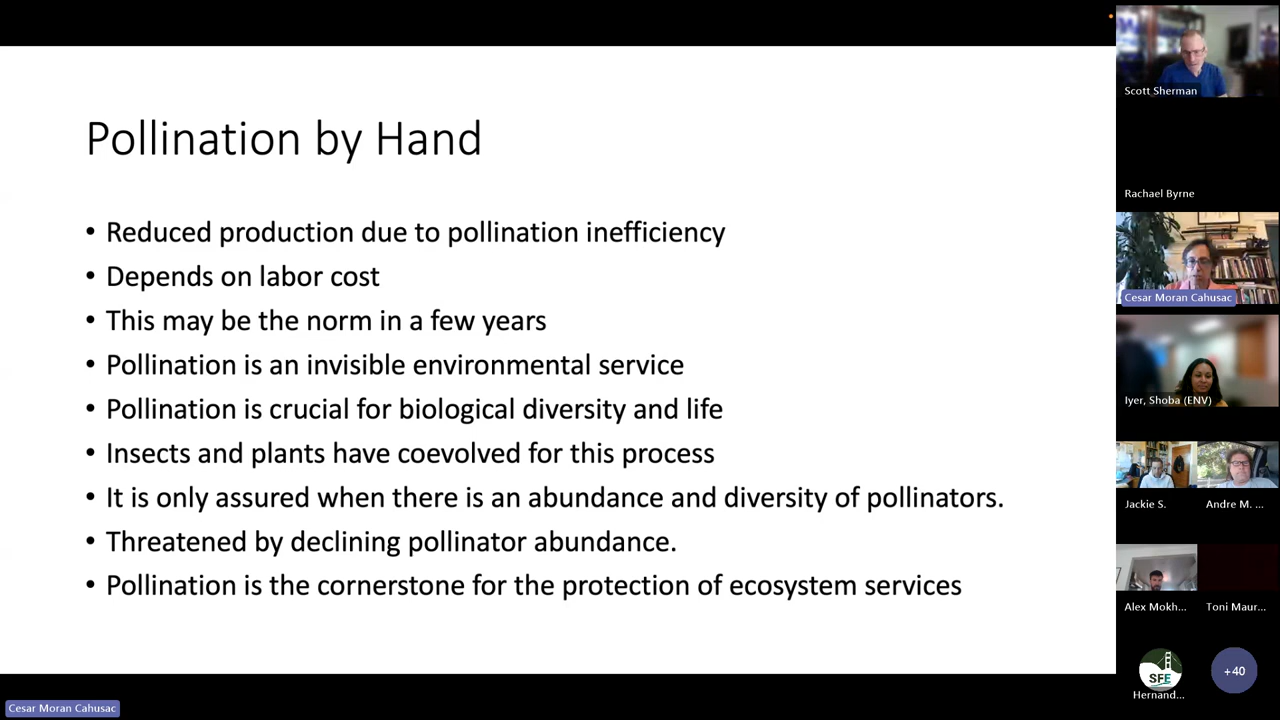 Pollination by Hand
• Reduced production due to pollination inefficiency
• Depends on labor cost
• This may be the norm in a few years
• Pollination is an invisible environmental service
• Pollination is crucial for biological diversity and life
• Insects and plants have coevolved for this process
• It is only assured when there is an abundance and diversity of pollinators.
• Threatened by declining pollinator abundance.
• Pollination is the cornerstone for the protection of ecosystem services
Scott Sherman
Rachael Byrne
Cesar Moran Cahusac
Iyer, Shoba (ENV)
Jackie S.
Andre M. ...
Alex Mokh...
Toni Maur...
SFE
Hernand...
+40
Cesar Moran Cahusac